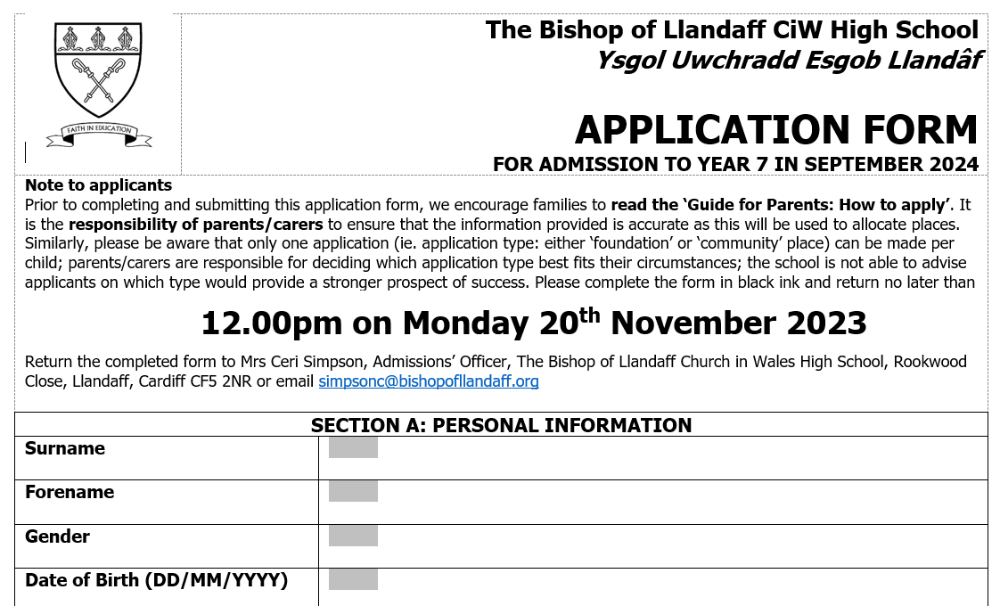 FAITH IN EDUCATION
The Bishop of Llandaff CiW High School
Ysgol Uwchradd Esgob Llandâf
APPLICATION FORM
FOR ADMISSION TO YEAR 7 IN SEPTEMBER 2024
Note to applicants
Prior to completing and submitting this application form, we encourage families to read the ‘Guide for Parents: How to apply’. It
is the responsibility of parents/carers to ensure that the information provided is accurate as this will be used to allocate places.
Similarly, please be aware that only one application (ie. application type: either ‘foundation’ or ‘community’ place) can be made per
child; parents/carers are responsible for deciding which application type best fits their circumstances; the school is not able to advise
applicants on which type would provide a stronger prospect of success. Please complete the form in black ink and return no later than
12.00pm on Monday 20th November 2023
Return the completed form to Mrs Ceri Simpson, Admissions’ Officer, The Bishop of Llandaff Church in Wales High School, Rookwood
Close, Llandaff, Cardiff CF5 2NR or email simpsonc@bishopofllandaff.org
SECTION A: PERSONAL INFORMATION
Surname
Forename
Gender
Date of Birth (DD/MM/YYYY)